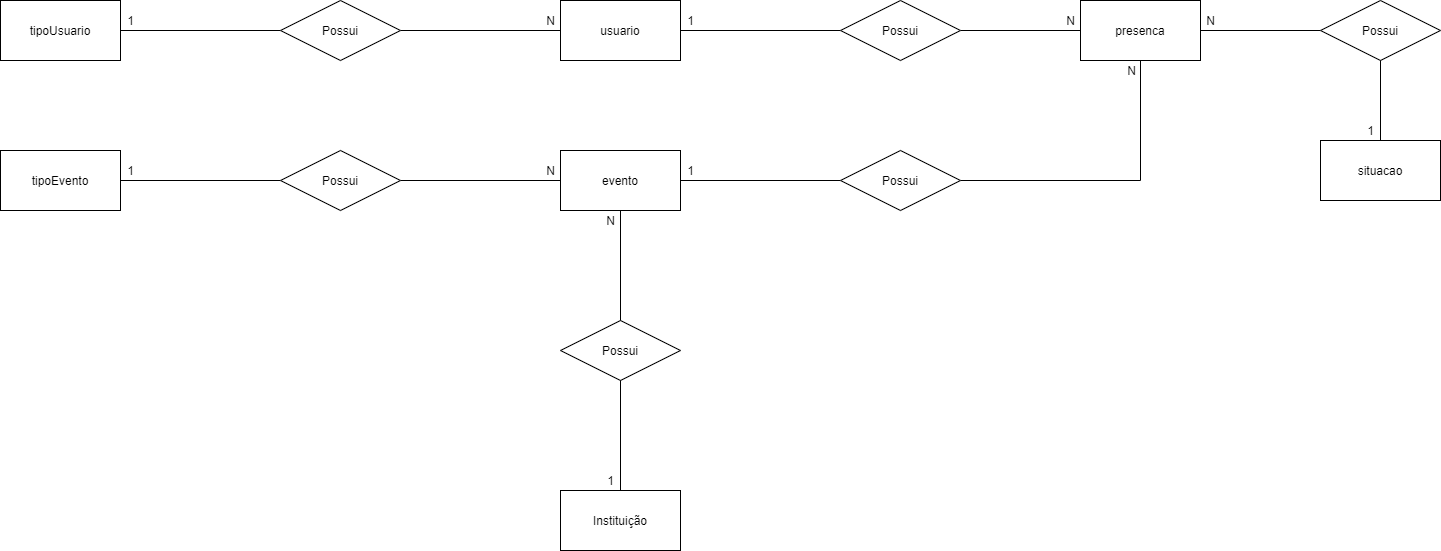 tipoUsuario
1
Possui
N
usuario
1
Possui
N
presenca
N
Possui
N
1
situacao
tipoEvento
1
Possui
N
evento
1
Possui
N
Possui
1
Instituição